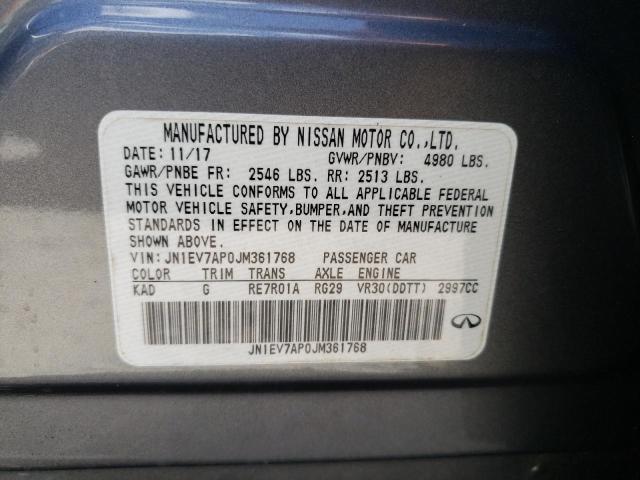 MANUFACTURED BY NISSAN MOTOR CO.,LTD.
DATE: 11/17 GVWR/PNBV: 4980 LBS.
GAWR/PNBE FR: 2546 LBS. RR: 2513 LBS.
THIS VEHICLE CONFORMS TO ALL APPLICABLE FEDERAL
MOTOR VEHICLE SAFETY,BUMPER,AND THEFT PREVENTION
STANDARDS IN EFFECT ON THE DATE OF MANUFACTURE
SHOWN ABOVE.
VIN: JN1EV7AP0JM361768 PASSENGER CAR
COLOR TRIM TRANS AXLE ENGINE
KAD G RE7R01A RG29 VR30(DDTT) 2997CC
JN1EV7AP0JM361768